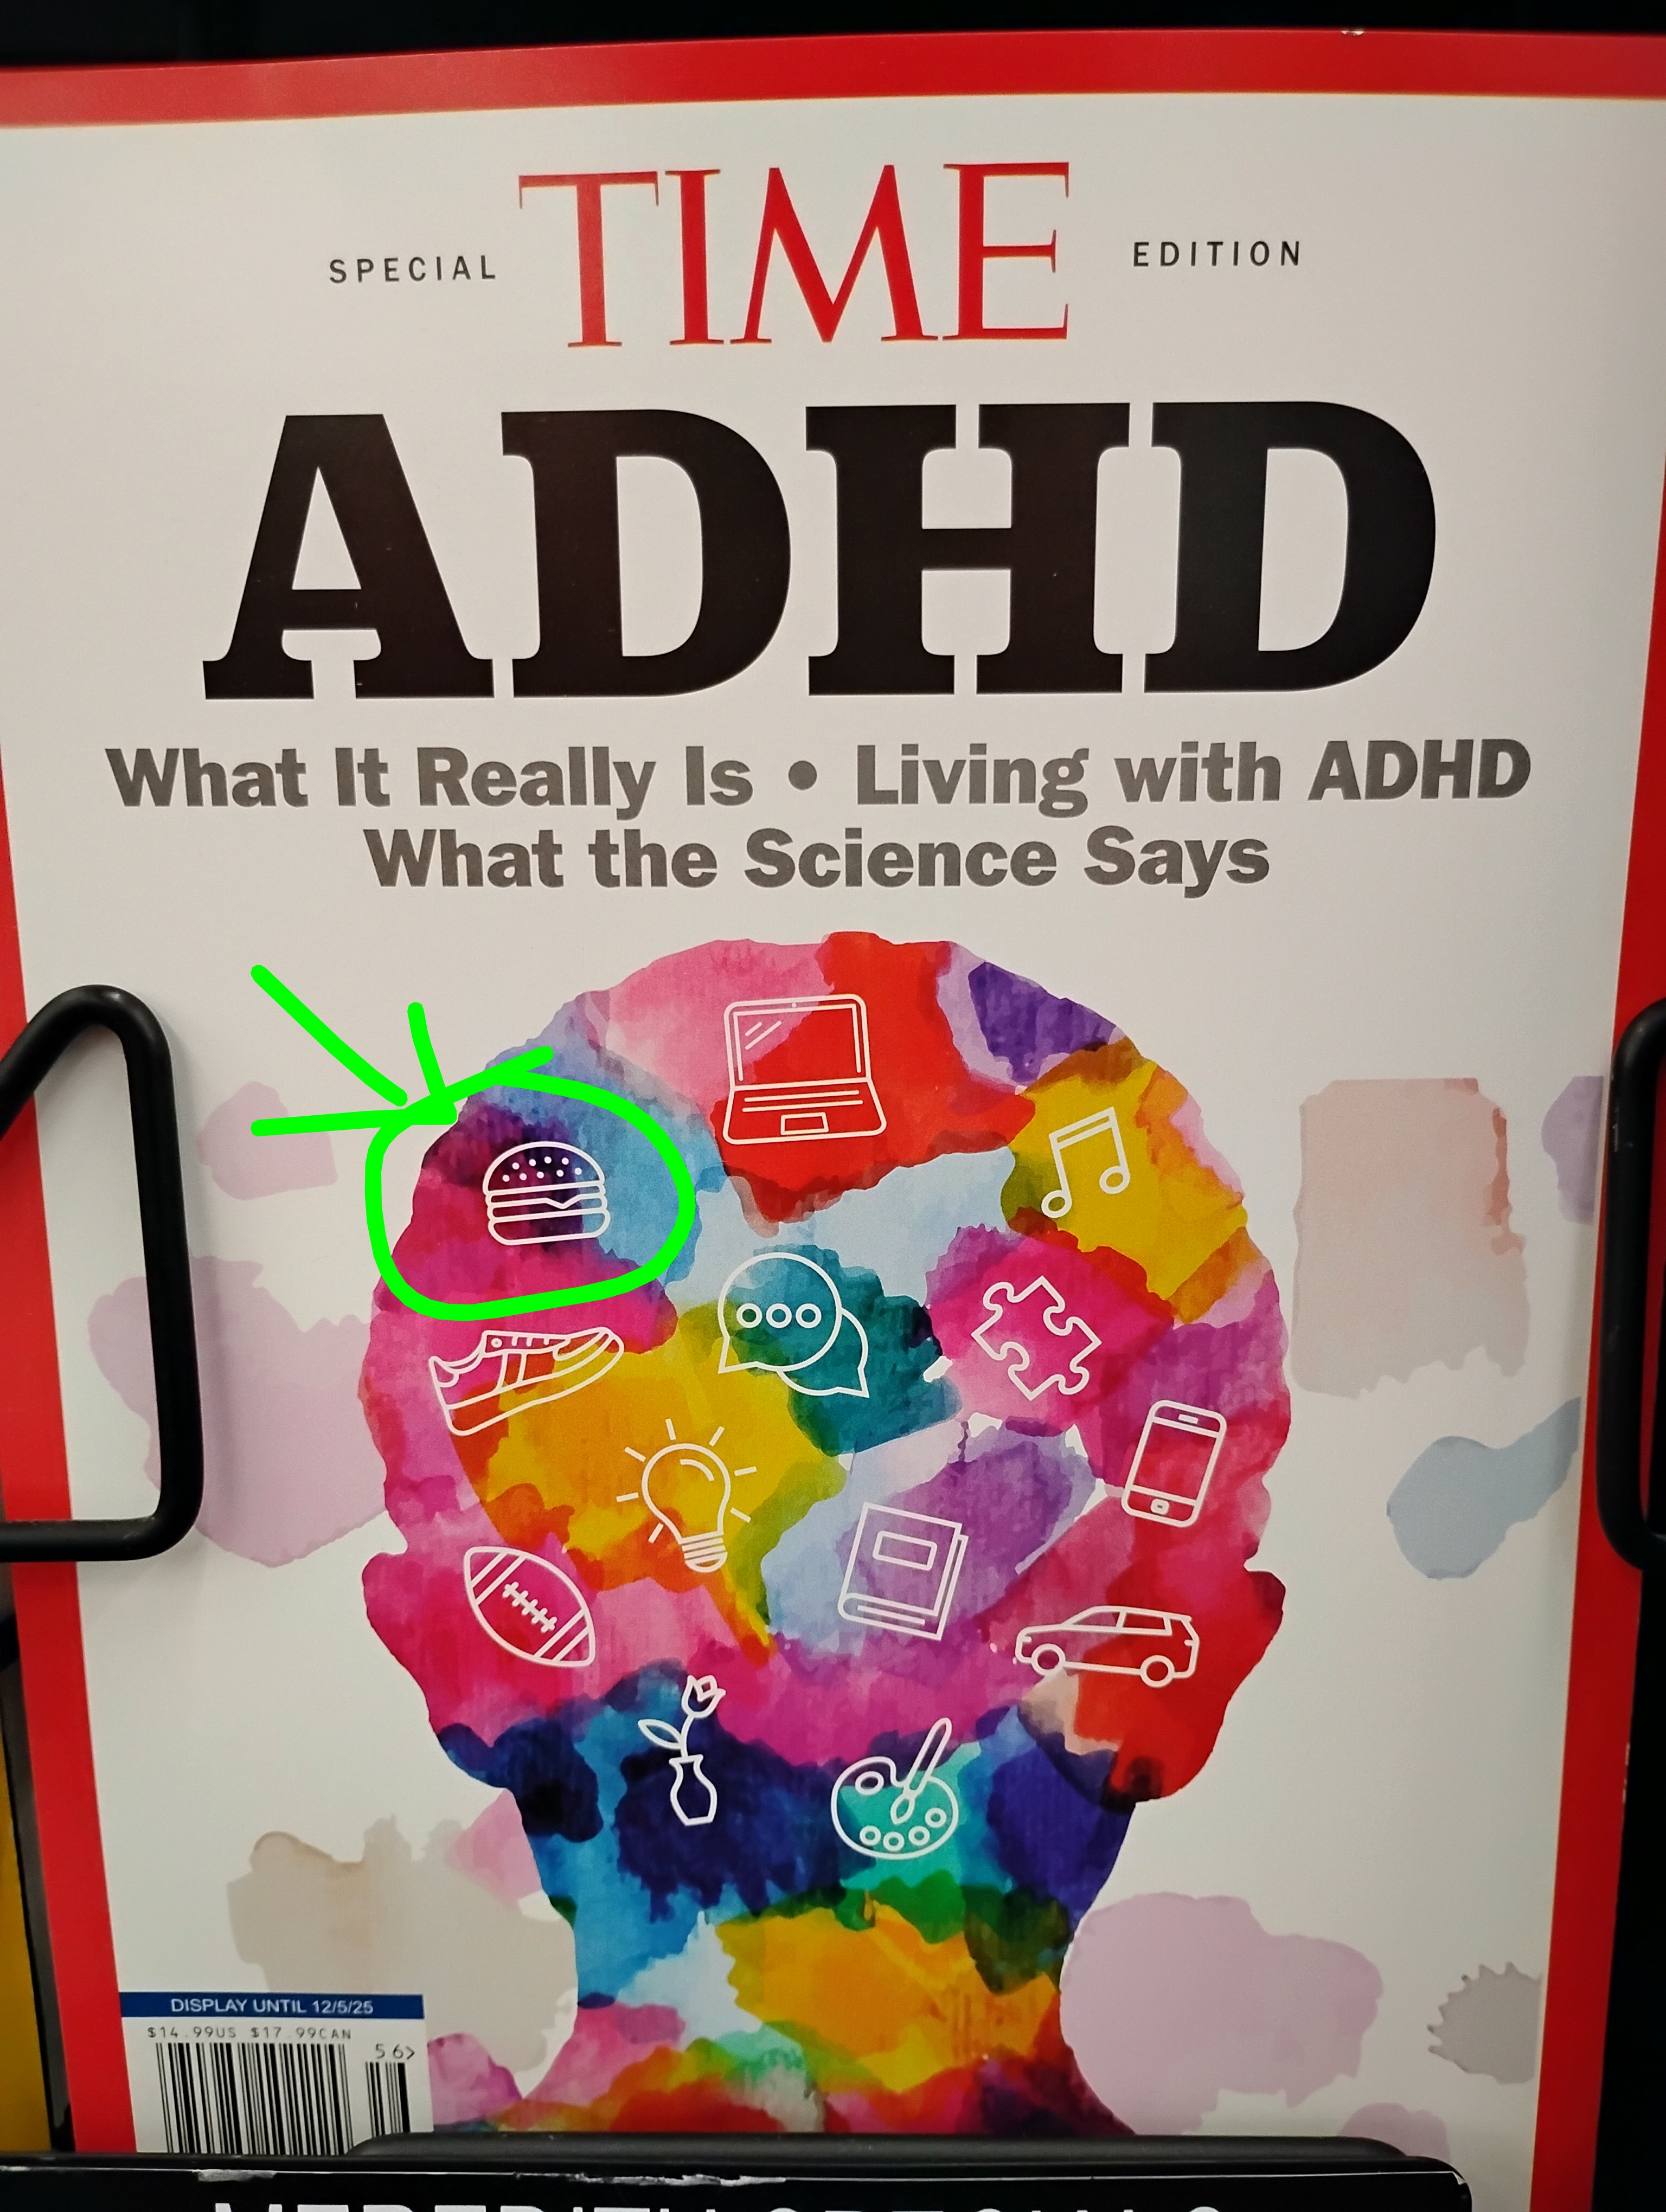 SPECIAL TIME EDITION
ADHD
What It Really Is • Living with ADHD
What the Science Says
DISPLAY UNTIL 12/5/25
$14.99US $17.99CAN
56>